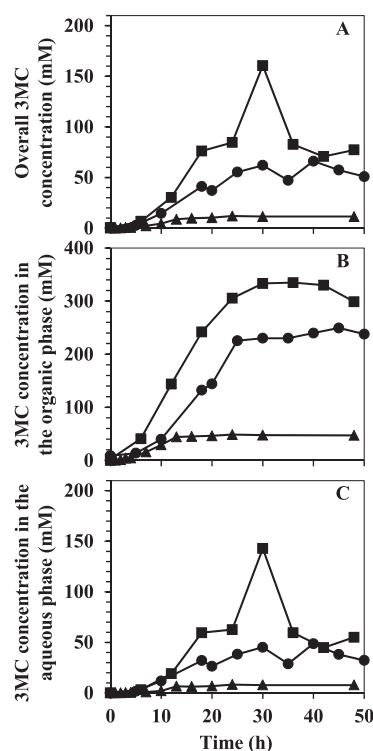 A
Overall 3MC
concentration (mM)
200
150
100
50
0
B
3MC concentration in
the organic phase (mM)
400
300
200
100
0
C
3MC concentration in the
aqueous phase (mM)
200
150
100
50
0
0 10 20 30 40 50
Time (h)